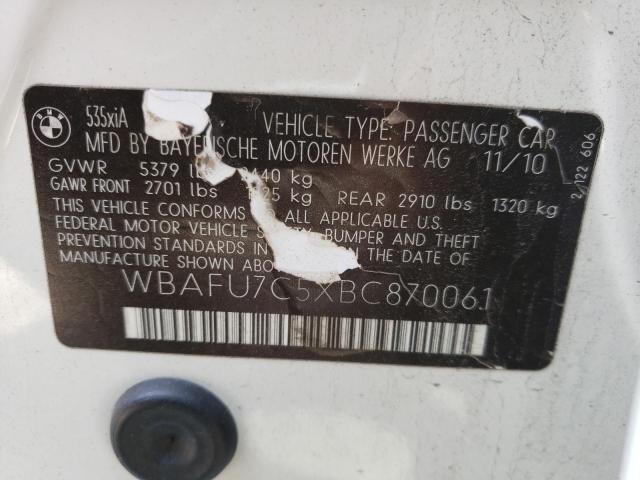 BMW
535xiA
VEHICLE TYPE: PASSENGER CAR
MFD BY BAYERISCHE MOTOREN WERKE AG 11/10
GVWR 5379 lbs 2440 kg
GAWR FRONT 2701 lbs 1225 kg REAR 2910 lbs 1320 kg
THIS VEHICLE CONFORMS TO ALL APPLICABLE U.S.
FEDERAL MOTOR VEHICLE SAFETY, BUMPER AND THEFT
PREVENTION STANDARDS IN EFFECT ON THE DATE OF
MANUFACTURE SHOWN ABOVE
WBAFU7C5XBC870061
2 122 606